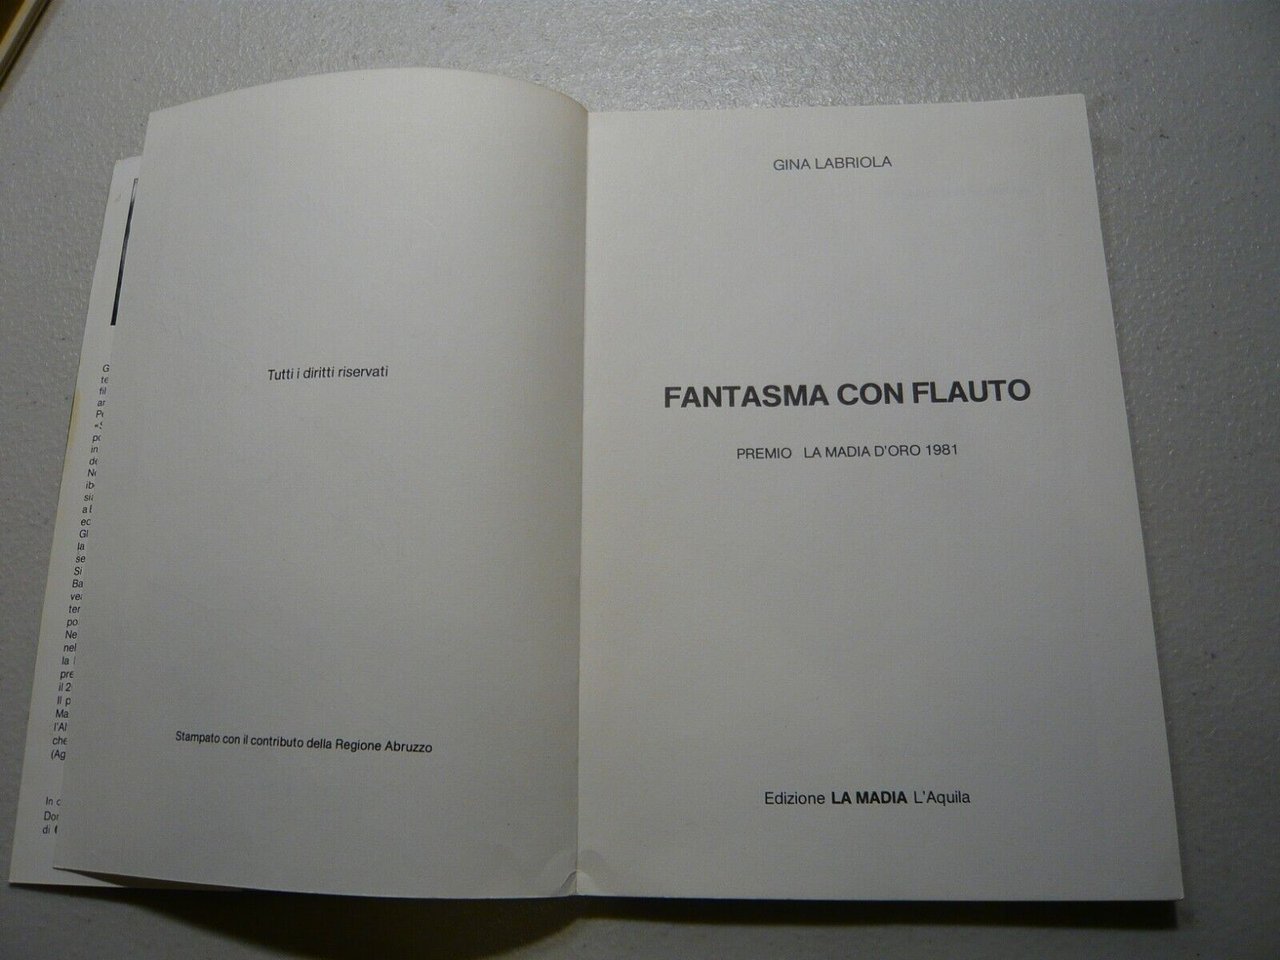 Tutti i diritti riservati
Stampato con il contributo della Regione Abruzzo
GINA LABRIOLA
FANTASMA CON FLAUTO
PREMIO LA MADIA D'ORO 1981
Edizione LA MADIA L'Aquila